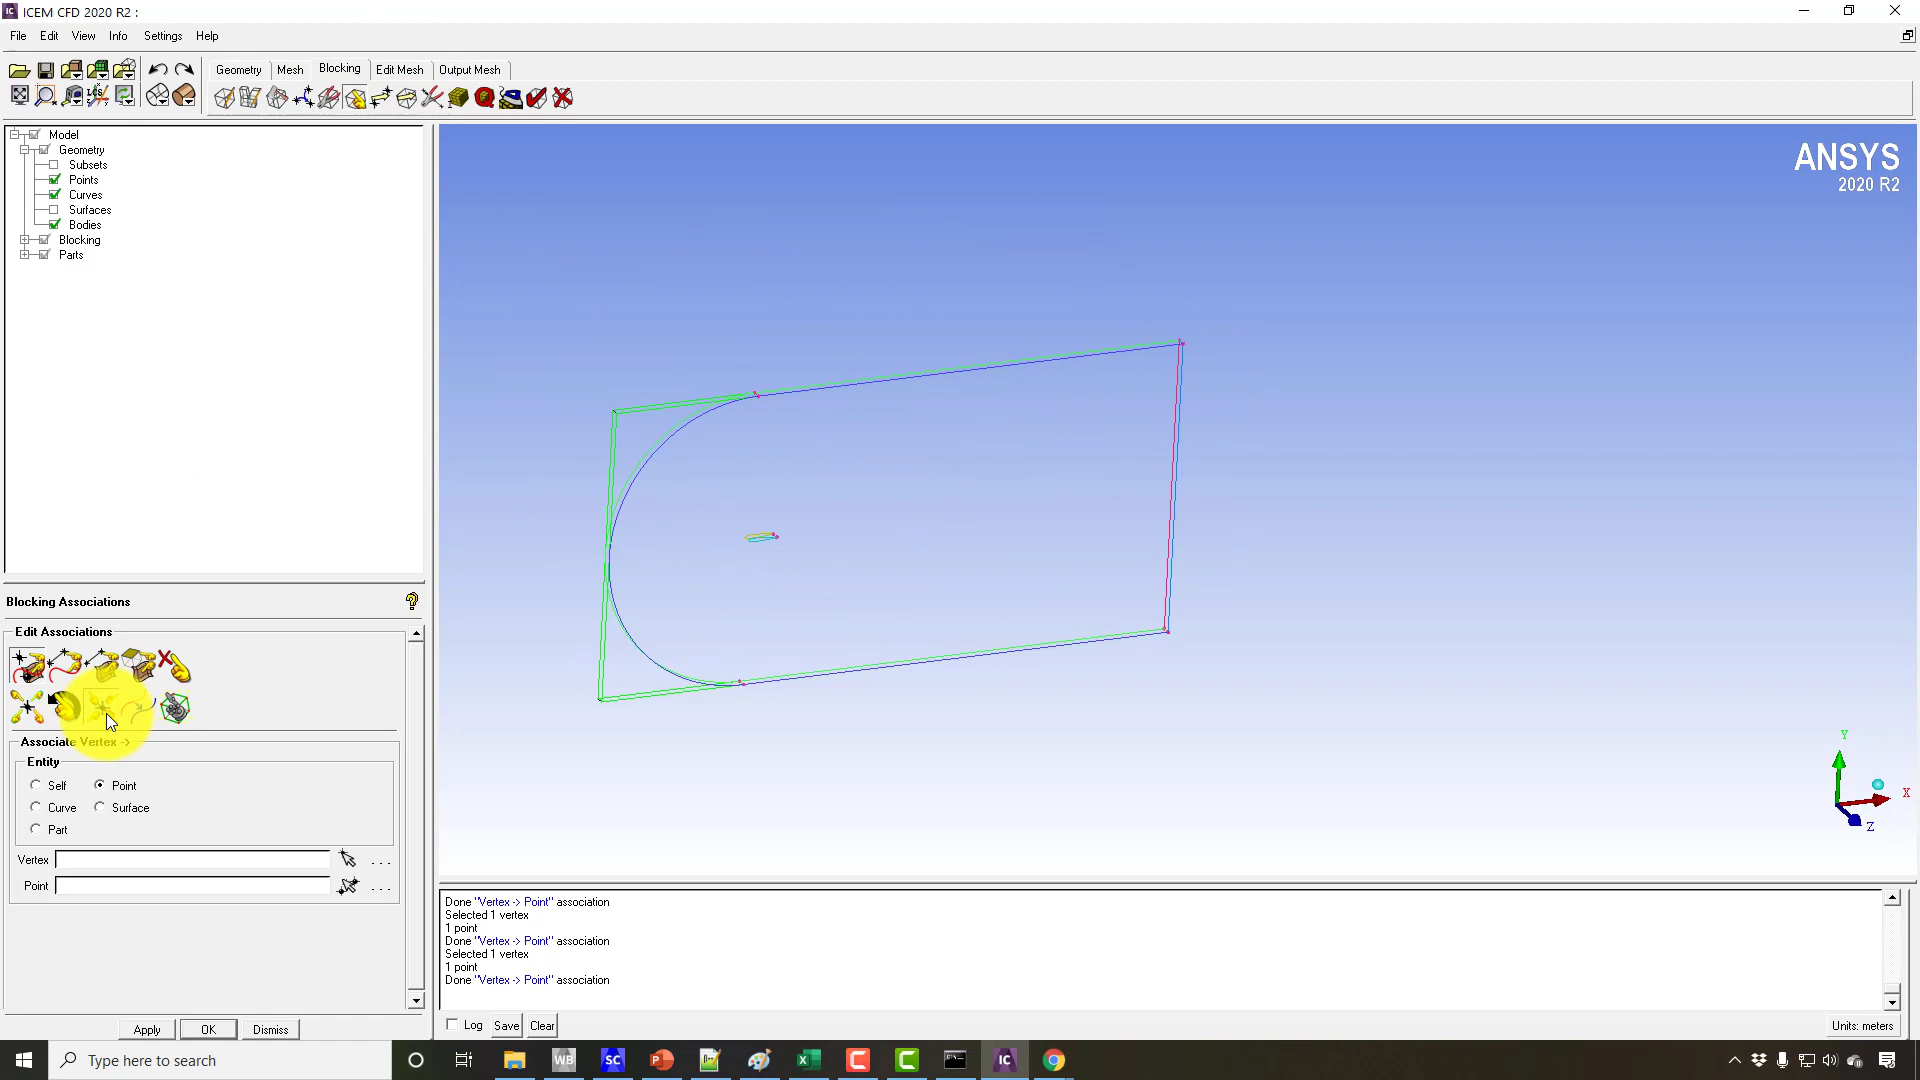 ICEM CFD 2020 R2 :
File Edit View Info Settings Help
Geometry Mesh Blocking Edit Mesh Output Mesh
LCS
Model
Geometry
Subsets
Points
Curves
Surfaces
Bodies
Blocking
Parts
ANSYS
2020 R2
Blocking Associations
Edit Associations
Associate Vertex ->
Entity
Self Point
Curve Surface
Part
Vertex
Point
Apply OK Dismiss
Y
X
Z
Done "Vertex -> Point" association
Selected 1 vertex
1 point
Done "Vertex -> Point" association
Selected 1 vertex
1 point
Done "Vertex -> Point" association
Log Save Clear
Units: meters
Type here to search
WB SC IC